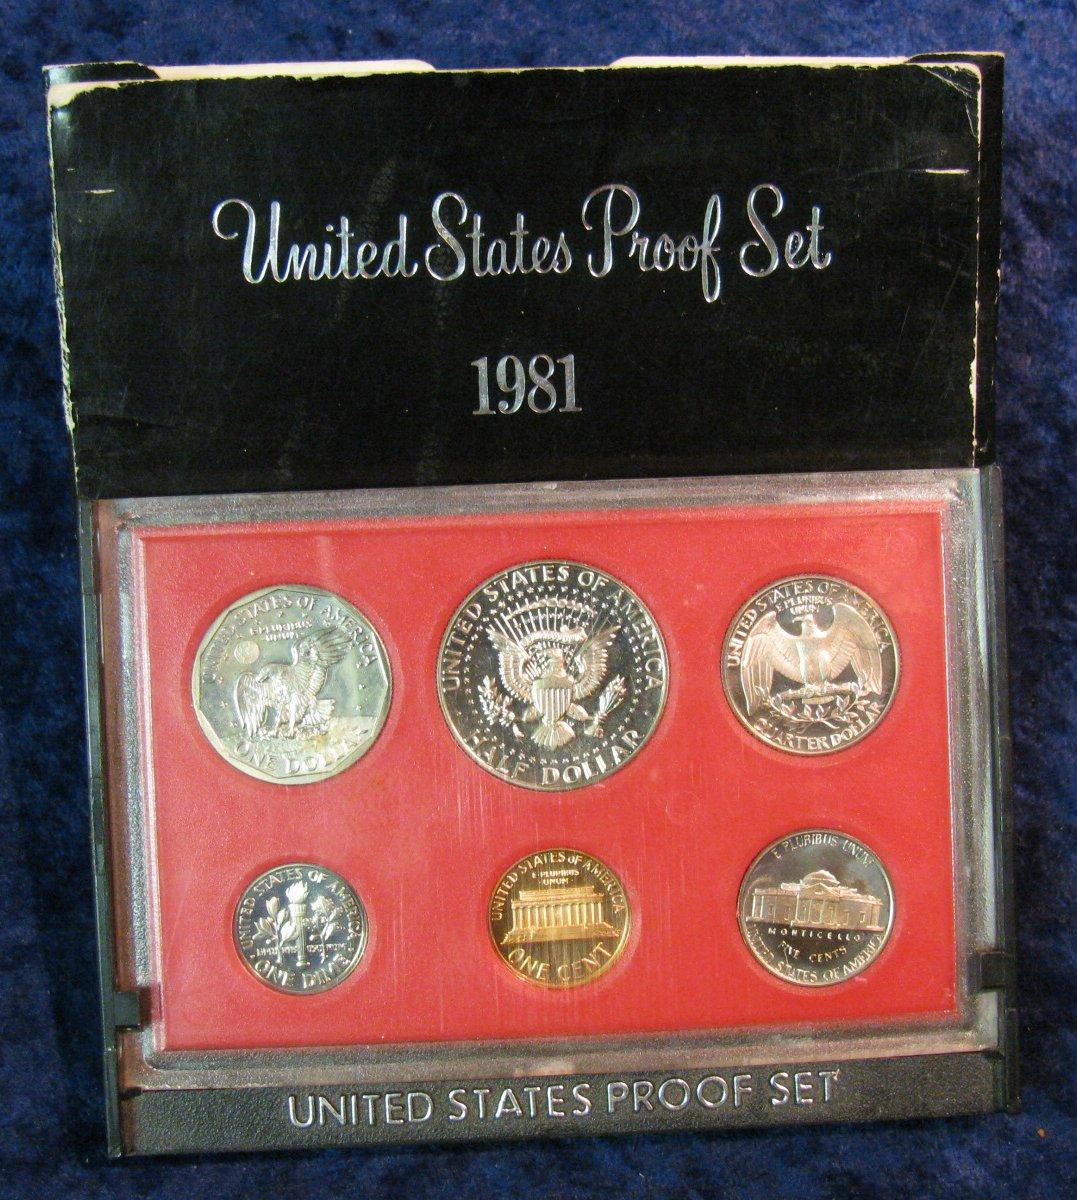 United States Proof Set
1981
UNITED STATES OF AMERICA
E PLURIBUS
UNUM
ONE DOLLAR
UNITED STATES OF AMERICA
HALF DOLLAR
UNITED STATES OF AMERICA
E PLURIBUS
UNUM
QUARTER DOLLAR
UNITED STATES OF AMERICA
ONE DIME
UNITED STATES OF AMERICA
E PLURIBUS
UNUM
ONE CENT
E PLURIBUS UNUM
MONTICELLO
FIVE CENTS
UNITED STATES OF AMERICA
UNITED STATES PROOF SET